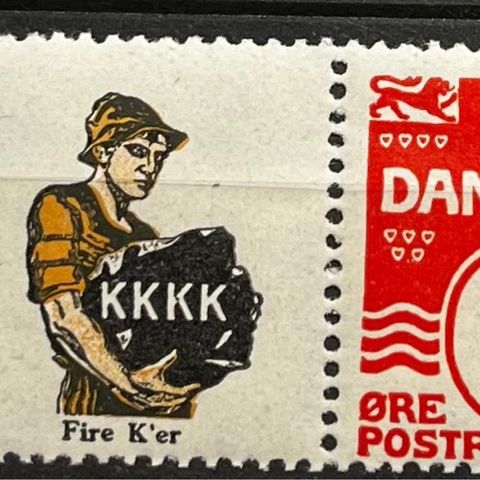 KKKK
Fire K'er
DAN
ØRE
POSTF